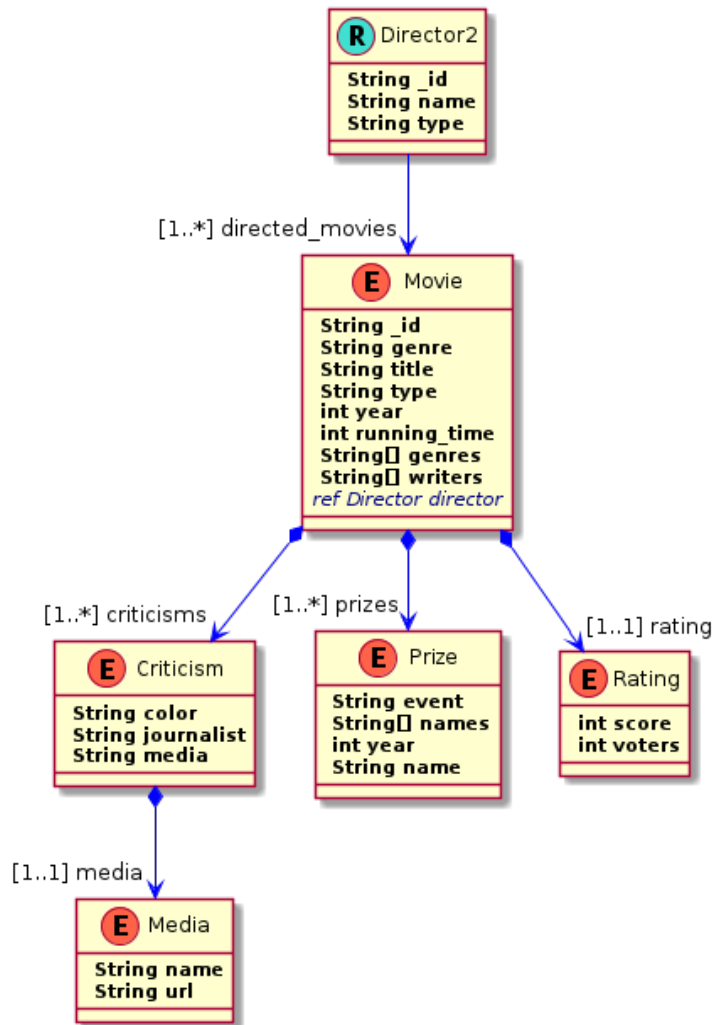 R Director2
String _id
String name
String type
[1..*] directed_movies
E Movie
String _id
String genre
String title
String type
int year
int running_time
String[] genres
String[] writers
ref Director director
[1..*] criticisms
[1..*] prizes
[1..1] rating
E Criticism
String color
String journalist
String media
E Prize
String event
String[] names
int year
String name
E Rating
int score
int voters
[1..1] media
E Media
String name
String url